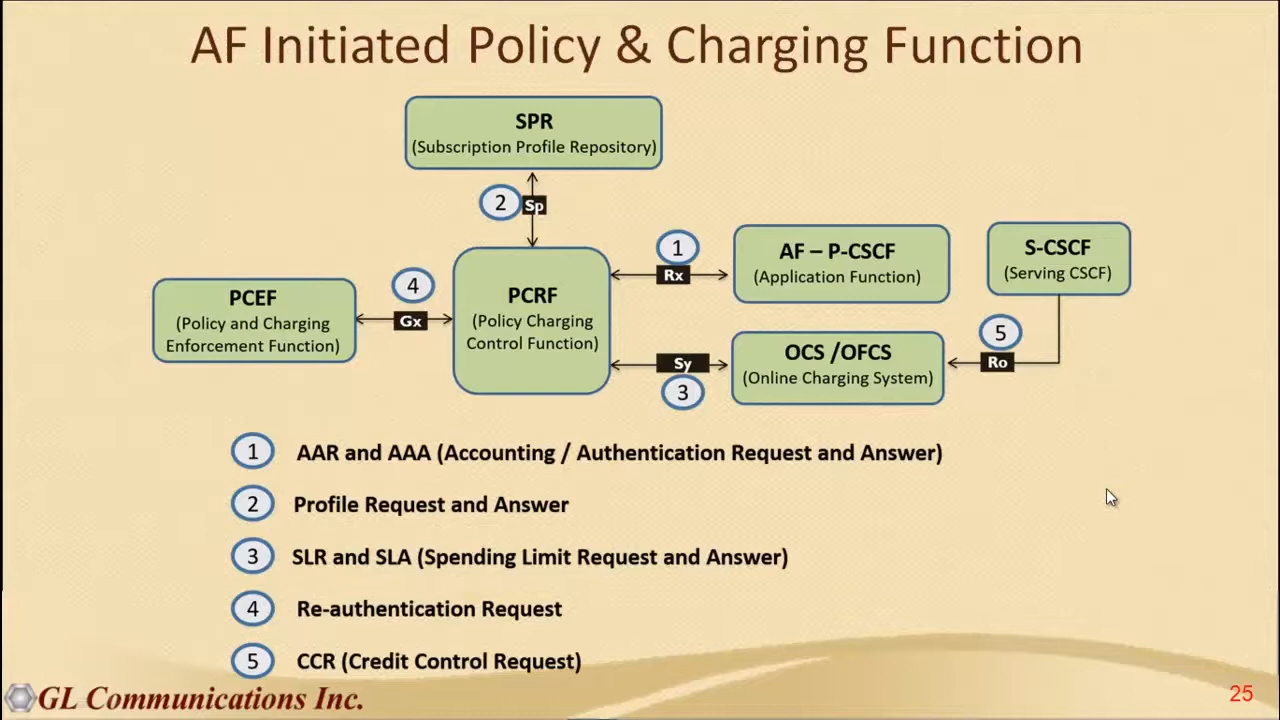 AF Initiated Policy & Charging Function
SPR
(Subscription Profile Repository)
2
Sp
1
Rx
AF – P-CSCF
(Application Function)
S-CSCF
(Serving CSCF)
PCEF
(Policy and Charging
Enforcement Function)
4
Gx
PCRF
(Policy Charging
Control Function)
Sy
3
OCS /OFCS
(Online Charging System)
5
Ro
1 AAR and AAA (Accounting / Authentication Request and Answer)
2 Profile Request and Answer
3 SLR and SLA (Spending Limit Request and Answer)
4 Re-authentication Request
5 CCR (Credit Control Request)
GL Communications Inc.
25